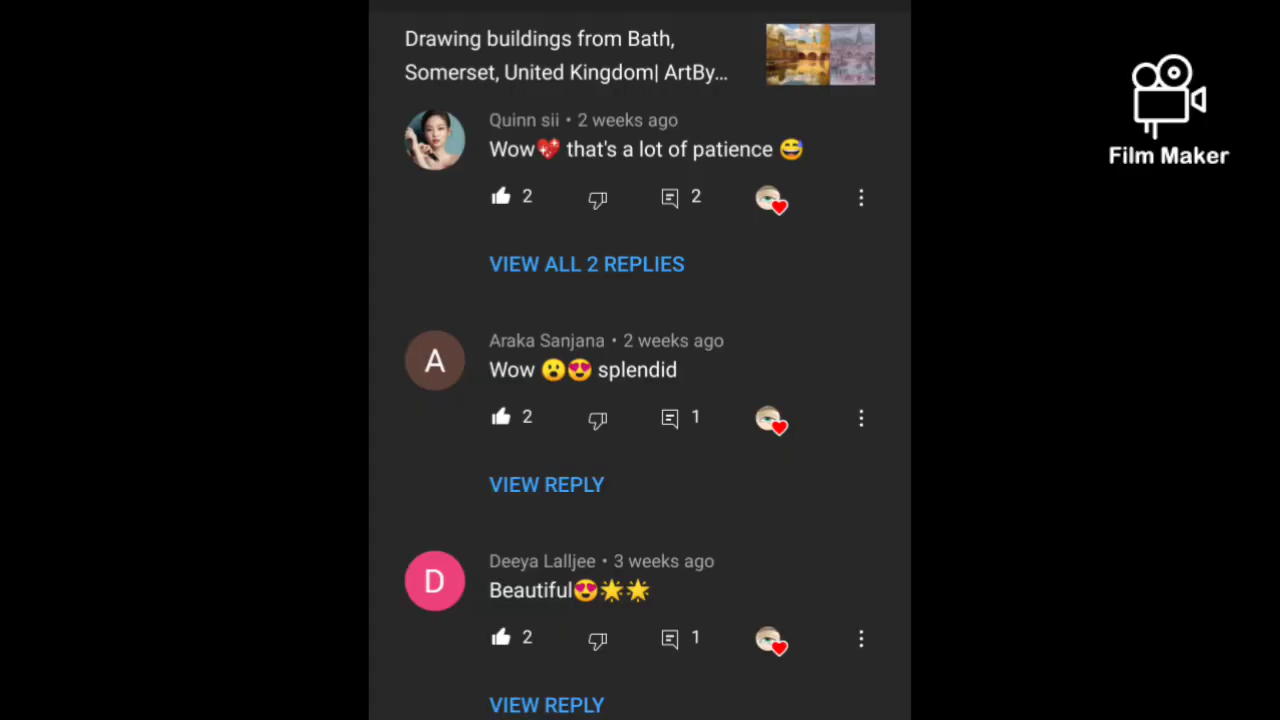 Drawing buildings from Bath,
Somerset, United Kingdom| ArtBy...
Film Maker
Quinn sii • 2 weeks ago
Wow💖 that's a lot of patience 😅
2 2
VIEW ALL 2 REPLIES
A
Araka Sanjana • 2 weeks ago
Wow 😮😍 splendid
2 1
VIEW REPLY
D
Deeya Lalljee • 3 weeks ago
Beautiful😍🌟🌟
2 1
VIEW REPLY